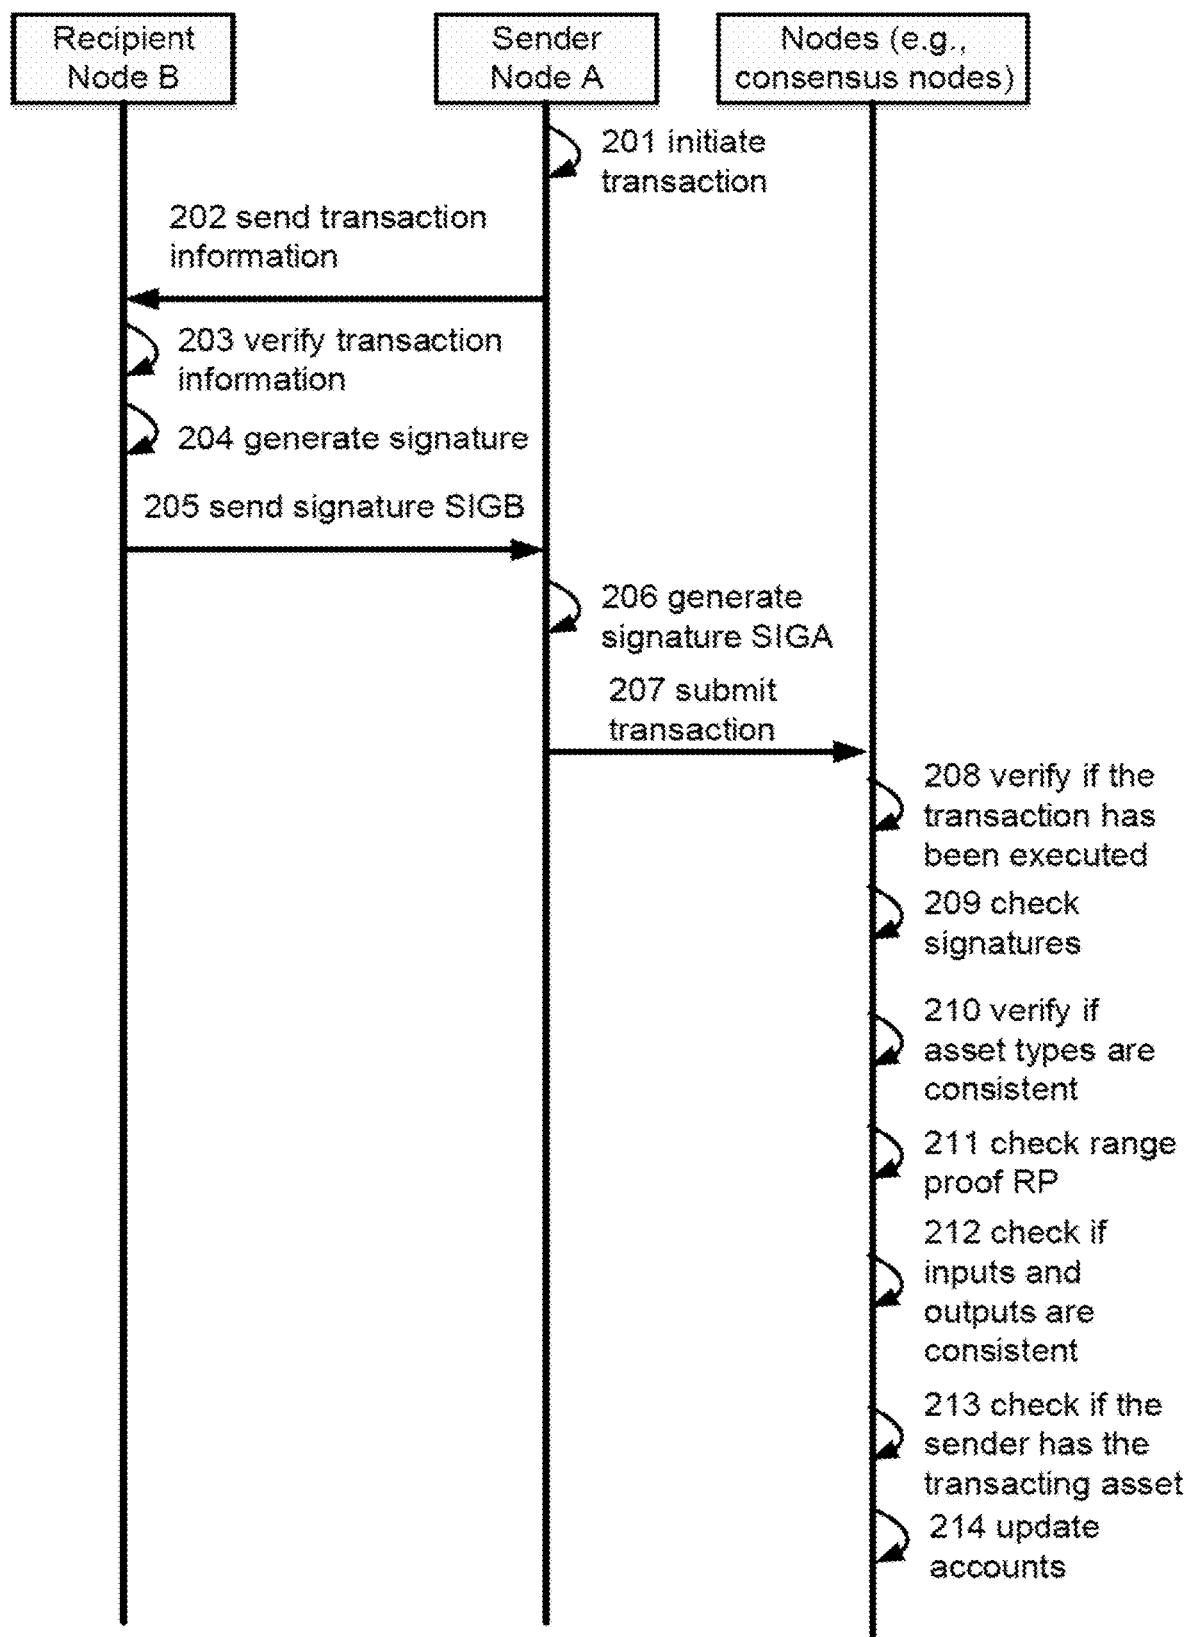 Recipient
Node B
Sender
Node A
Nodes (e.g.,
consensus nodes)
201 initiate
transaction
202 send transaction
information
203 verify transaction
information
204 generate signature
205 send signature SIGB
206 generate
signature SIGA
207 submit
transaction
208 verify if the
transaction has
been executed
209 check
signatures
210 verify if
asset types are
consistent
211 check range
proof RP
212 check if
inputs and
outputs are
consistent
213 check if the
sender has the
transacting asset
214 update
accounts